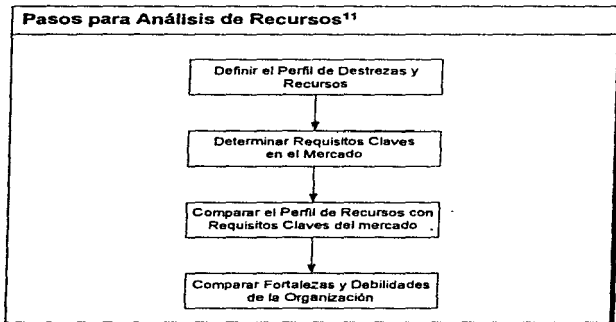 Pasos para Análisis de Recursos¹¹
Definir el Perfil de Destrezas y
Recursos
Determinar Requisitos Claves
en el Mercado
Comparar el Perfil de Recursos con
Requisitos Claves del mercado
Comparar Fortalezas y Debilidades
de la Organización